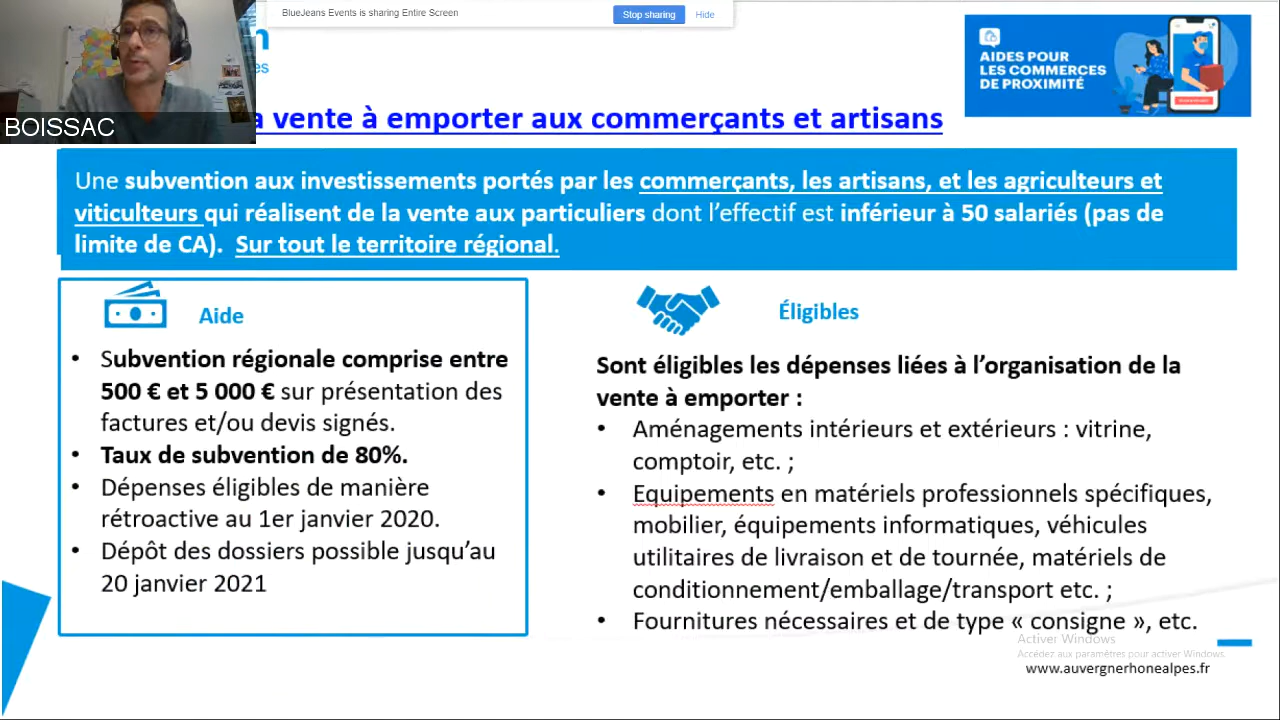 BlueJeans Events is sharing Entire Screen
Stop sharing
Hide
BOISSAC
AIDES POUR
LES COMMERCES
DE PROXIMITÉ
a vente à emporter aux commerçants et artisans
Une subvention aux investissements portés par les commerçants, les artisans, et les agriculteurs et
viticulteurs qui réalisent de la vente aux particuliers dont l’effectif est inférieur à 50 salariés (pas de
limite de CA). Sur tout le territoire régional.
Aide
• Subvention régionale comprise entre
500 € et 5 000 € sur présentation des
factures et/ou devis signés.
• Taux de subvention de 80%.
• Dépenses éligibles de manière
rétroactive au 1er janvier 2020.
• Dépôt des dossiers possible jusqu’au
20 janvier 2021
Éligibles
Sont éligibles les dépenses liées à l’organisation de la
vente à emporter :
• Aménagements intérieurs et extérieurs : vitrine,
comptoir, etc. ;
• Equipements en matériels professionnels spécifiques,
mobilier, équipements informatiques, véhicules
utilitaires de livraison et de tournée, matériels de
conditionnement/emballage/transport etc. ;
• Fournitures nécessaires et de type « consigne », etc.
Activer Windows
Accédez aux paramètres pour activer Windows.
www.auvergnerhonealpes.fr